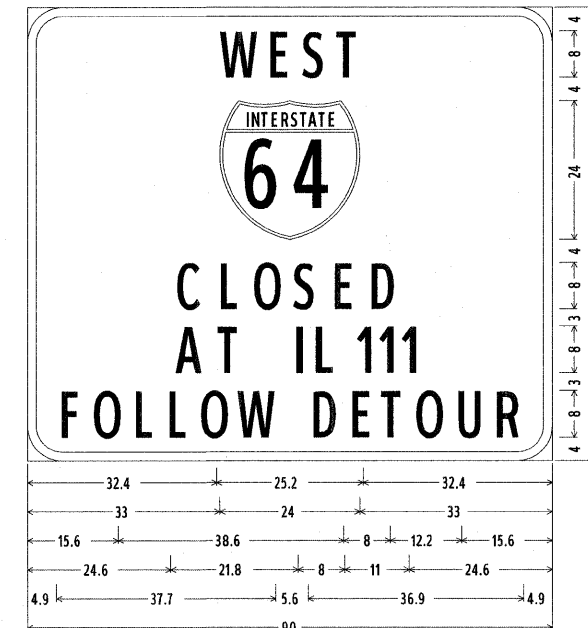 WEST
INTERSTATE
64
CLOSED
AT IL 111
FOLLOW DETOUR
4
8
4
24
4
8
3
8
3
8
4
32.4 25.2 32.4
33 24 33
15.6 38.6 8 12.2 15.6
24.6 21.8 8 11 24.6
4.9 37.7 5.6 36.9 4.9
90